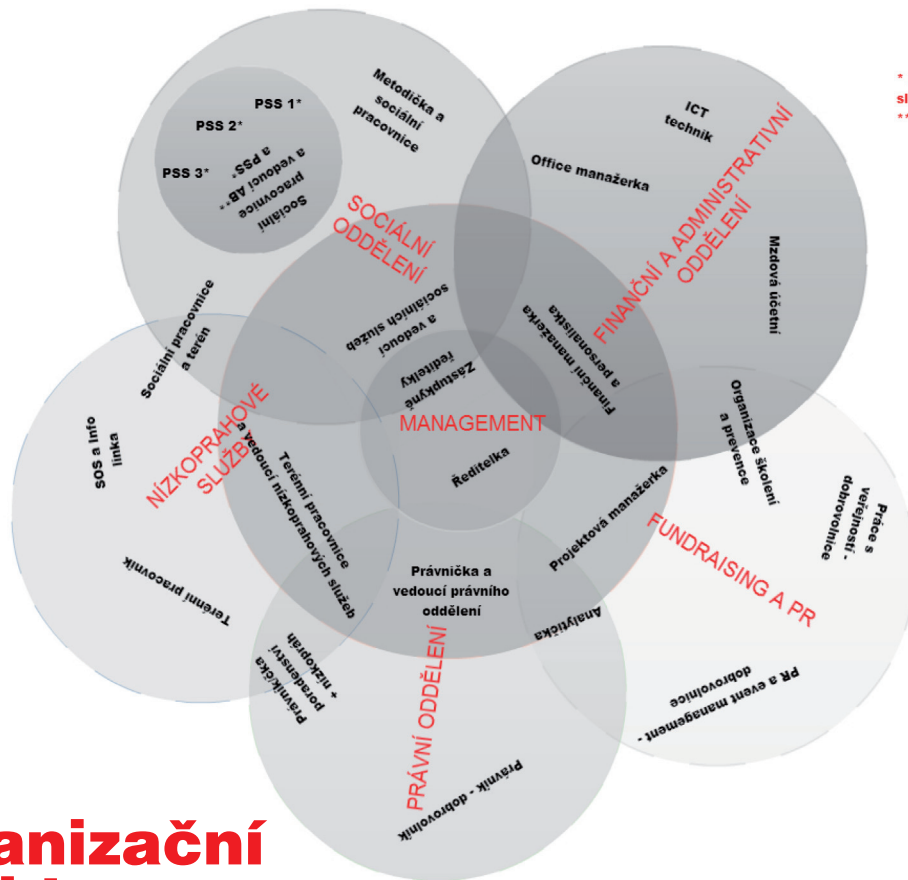 PSS 1*
PSS 2*
PSS 3*
Sociální
pracovnice
a vedoucí AB**
a PSS*
Metodička a
sociální
pracovnice
SOCIÁLNÍ
ODDĚLENÍ
ICT
technik
Office manažerka
FINANČNÍ A ADMINISTRATIVNÍ
ODDĚLENÍ
Mzdová účetní
*
**
Finanční manažerka
a personalistka
Zástupkyně
ředitelky
a vedoucí
sociálních služeb
MANAGEMENT
Ředitelka
Sociální pracovnice
a terén
SOS a Info
linka
NÍZKOPRAHOVÉ
SLUŽBY
Terénní pracovnice
a vedoucí nízkoprahových služeb
Terénní pracovník
Organizace školení
a prevence
Práce s
veřejností -
dobrovolnice
FUNDRAISING A PR
Projektová manažerka
Analytička
PR a event management -
dobrovolnice
Právnička a
vedoucí právního
oddělení
Právník/čka
poradenství
+ nízkoprah
PRÁVNÍ ODDĚLENÍ
Právník - dobrovolník
anizační